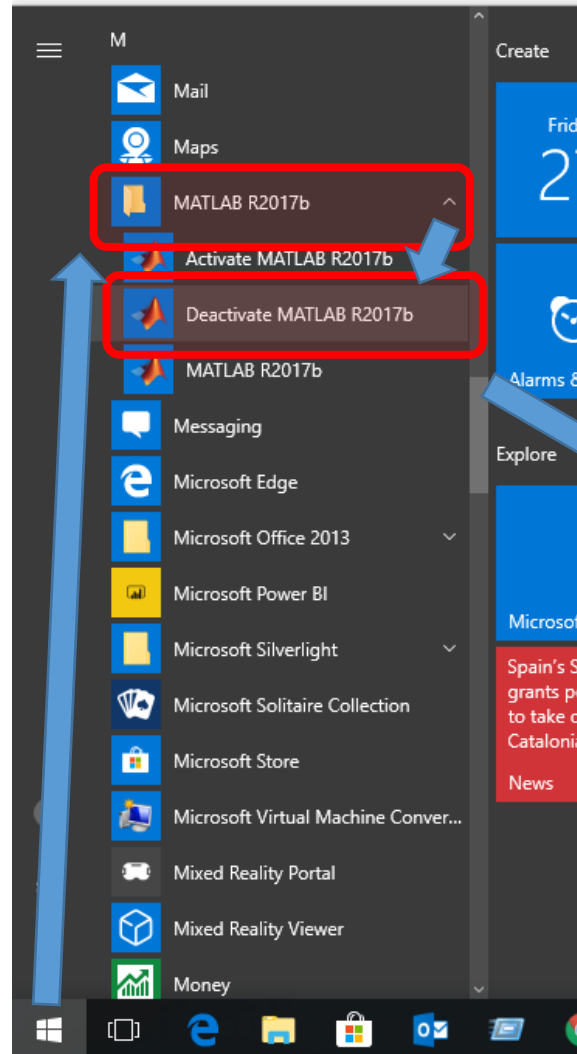 M
Mail
Maps
MATLAB R2017b
Activate MATLAB R2017b
Deactivate MATLAB R2017b
MATLAB R2017b
Messaging
Microsoft Edge
Microsoft Office 2013
Microsoft Power BI
Microsoft Silverlight
Microsoft Solitaire Collection
Microsoft Store
Microsoft Virtual Machine Conver...
Mixed Reality Portal
Mixed Reality Viewer
Money
Create
Frid
27
Alarms &
Explore
Microsof
Spain's S
grants p
to take
Catalonia
News